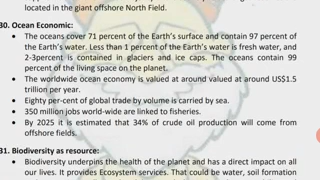 located in the giant offshore North Field.
30. Ocean Economic:
• The oceans cover 71 percent of the Earth's surface and contain 97 percent of
the Earth's water. Less than 1 percent of the Earth's water is fresh water, and
2-3percent is contained in glaciers and ice caps. The oceans contain 99
percent of the living space on the planet.
• The worldwide ocean economy is valued at around valued at around US$1.5
trillion per year.
• Eighty per-cent of global trade by volume is carried by sea.
• 350 million jobs world-wide are linked to fisheries.
• By 2025 it is estimated that 34% of crude oil production will come from
offshore fields.
31. Biodiversity as resource:
• Biodiversity underpins the health of the planet and has a direct impact on all
our lives. It provides Ecosystem services. That could be water, soil formation